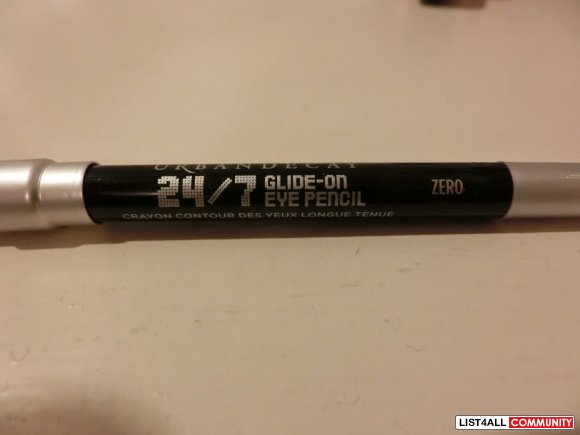 URBAN DECAY
24/7 GLIDE-ON
EYE PENCIL
ZERO
CRAYON CONTOUR DES YEUX LONGUE TENUE
LIST4ALL COMMUNITY